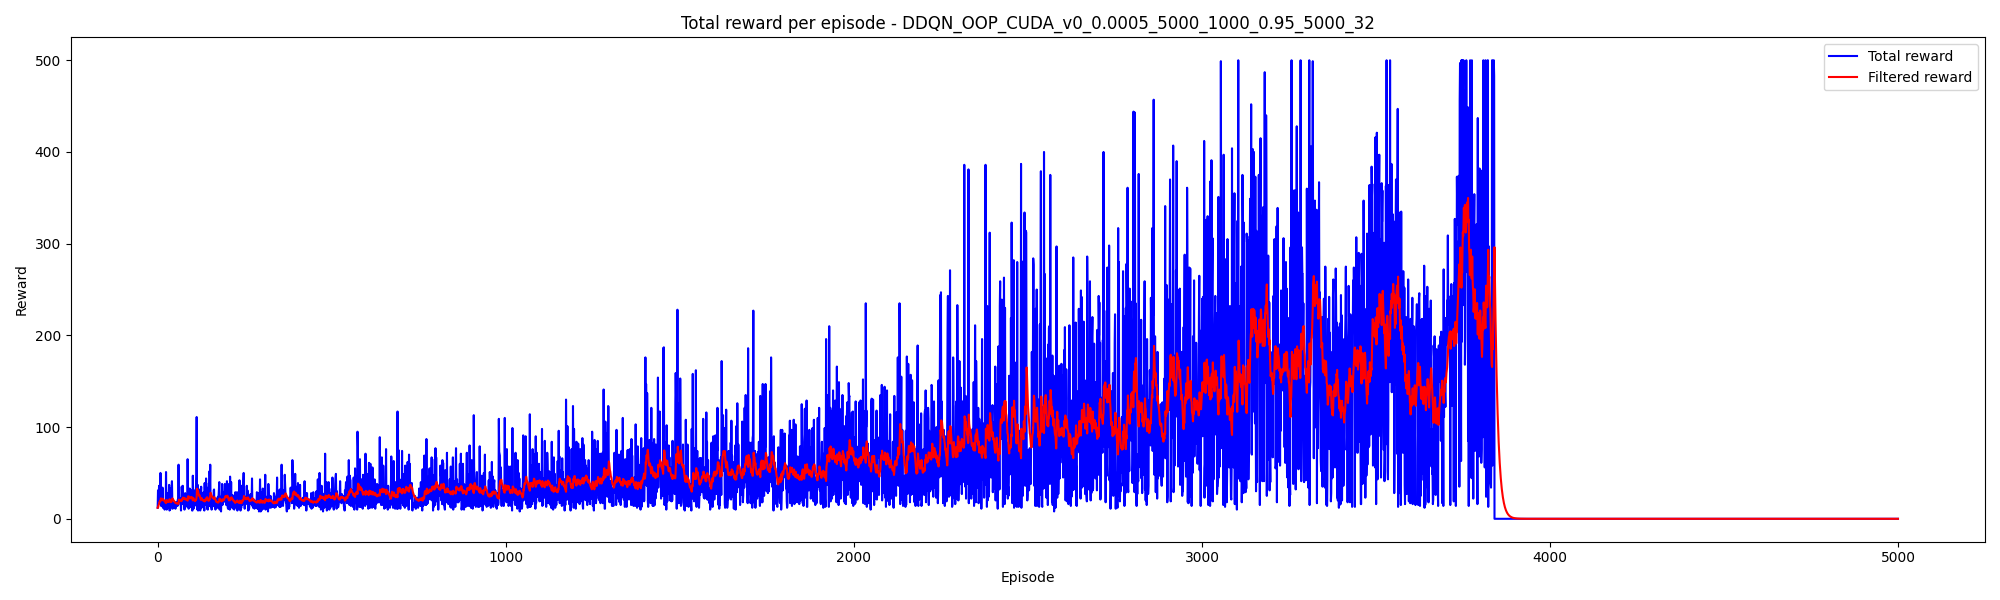 Total reward per episode - DDQN_OOP_CUDA_v0_0.0005_5000_1000_0.95_5000_32
Total reward
Filtered reward
500
400
300
200
100
0
Reward
0 1000 2000 3000 4000 5000
Episode